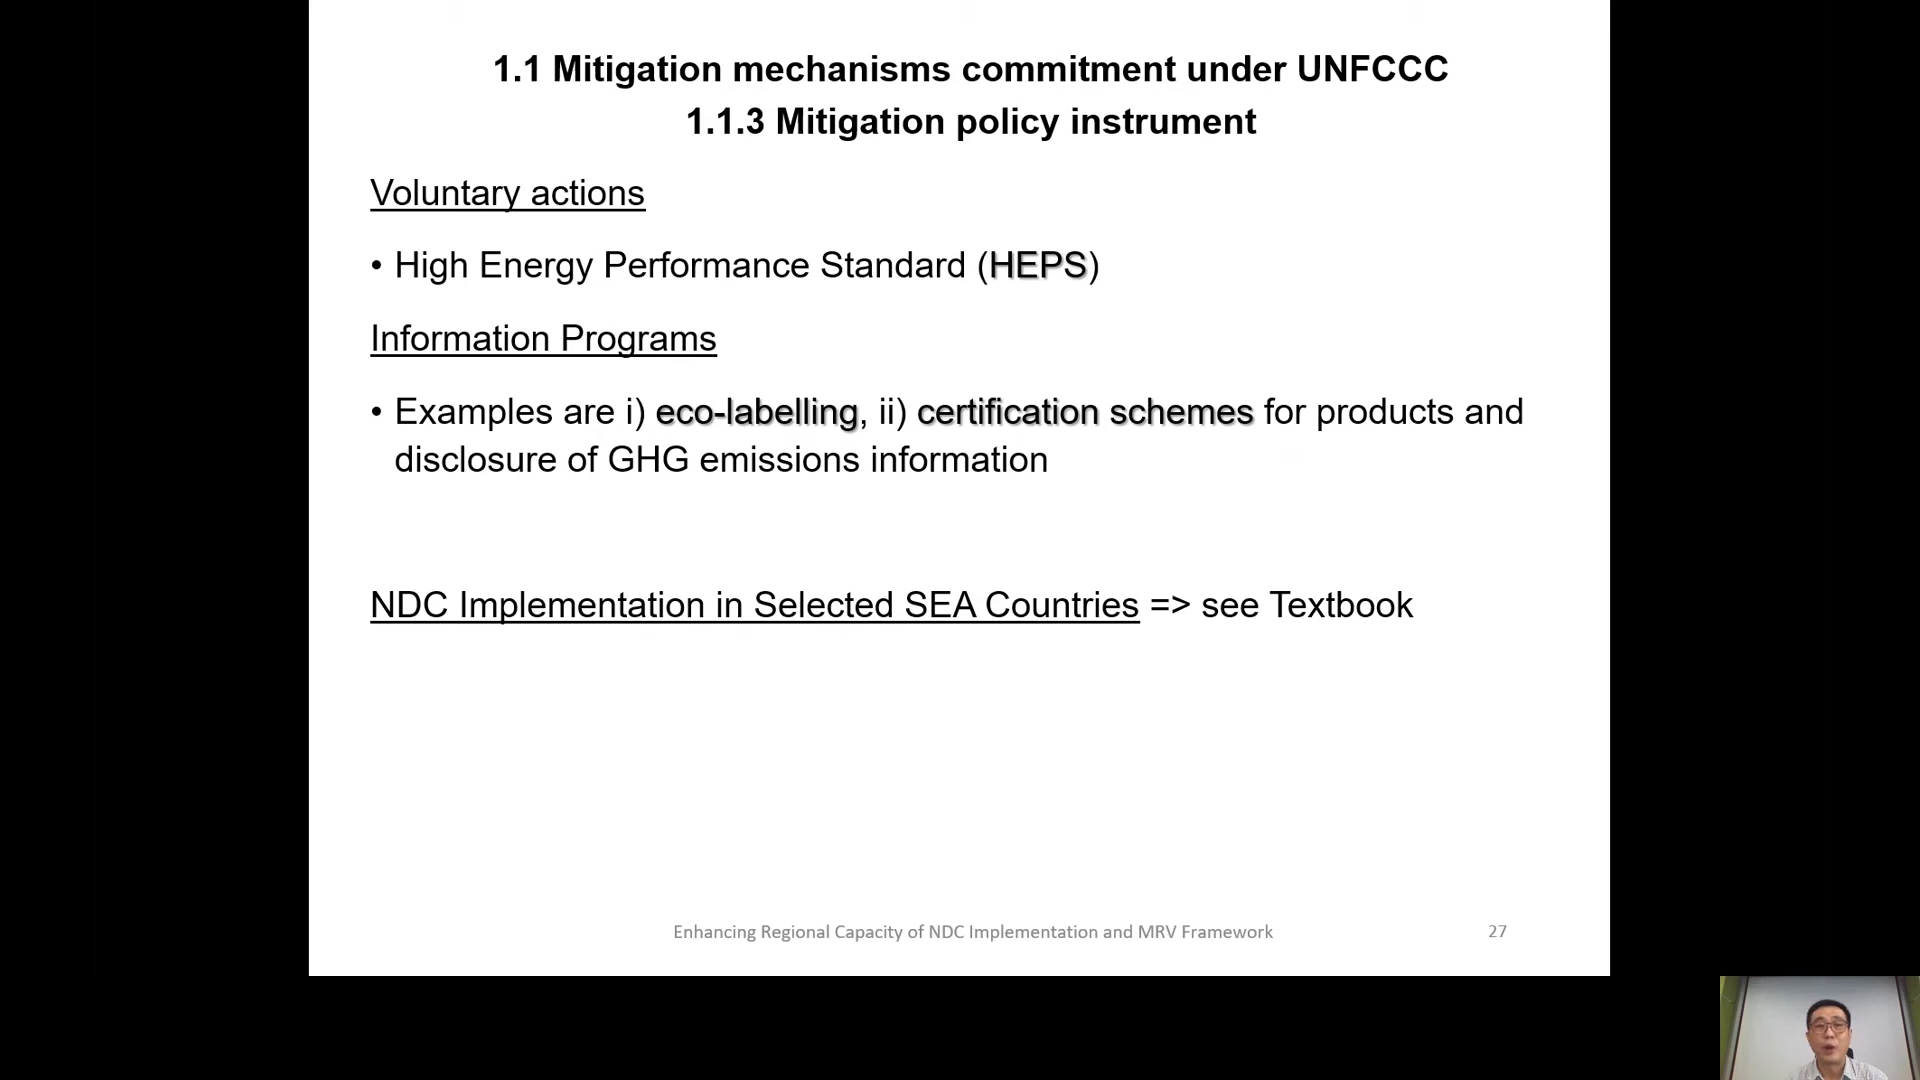 1.1 Mitigation mechanisms commitment under UNFCCC
1.1.3 Mitigation policy instrument
Voluntary actions
• High Energy Performance Standard (HEPS)
Information Programs
• Examples are i) eco-labelling, ii) certification schemes for products and
disclosure of GHG emissions information
NDC Implementation in Selected SEA Countries => see Textbook
Enhancing Regional Capacity of NDC Implementation and MRV Framework
27